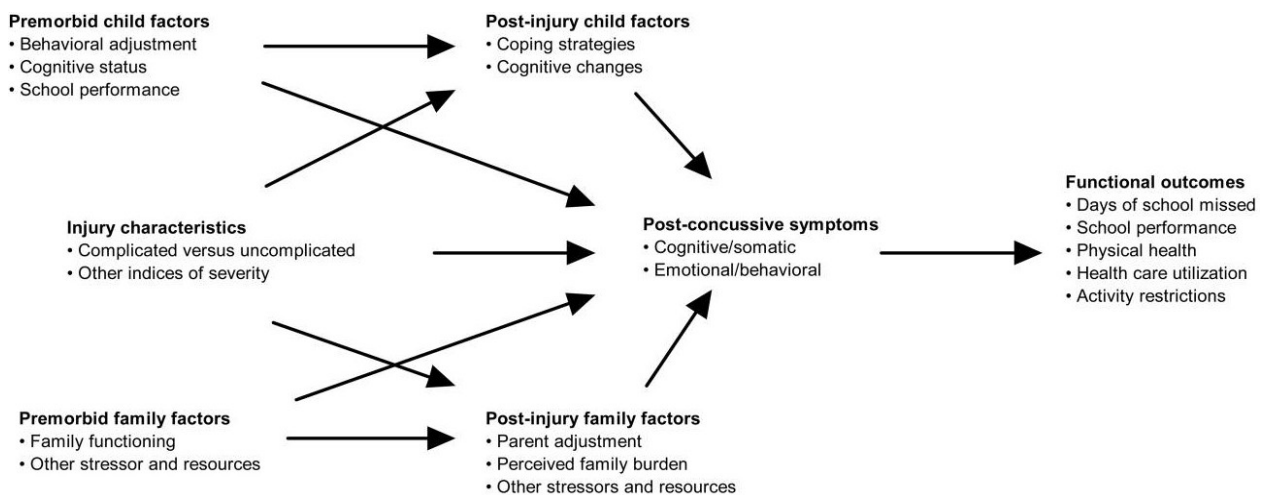 Premorbid child factors
• Behavioral adjustment
• Cognitive status
• School performance
Post-injury child factors
• Coping strategies
• Cognitive changes
Injury characteristics
• Complicated versus uncomplicated
• Other indices of severity
Post-concussive symptoms
• Cognitive/somatic
• Emotional/behavioral
Functional outcomes
• Days of school missed
• School performance
• Physical health
• Health care utilization
• Activity restrictions
Premorbid family factors
• Family functioning
• Other stressor and resources
Post-injury family factors
• Parent adjustment
• Perceived family burden
• Other stressors and resources